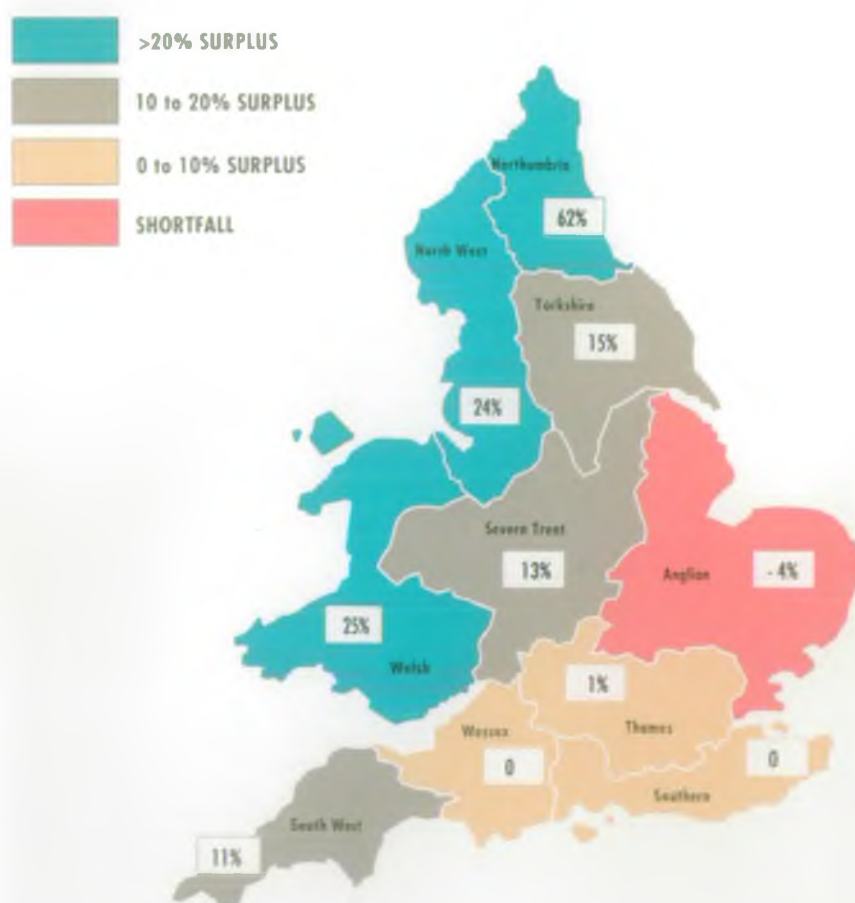 >20% SURPLUS
10 to 20% SURPLUS
0 to 10% SURPLUS
SHORTFALL
Northumbria
62%
North West
Yorkshire
15%
24%
Severn Trent
13%
Anglian
- 4%
25%
Welsh
1%
Thames
Wessex
0
0
Southern
South West
11%